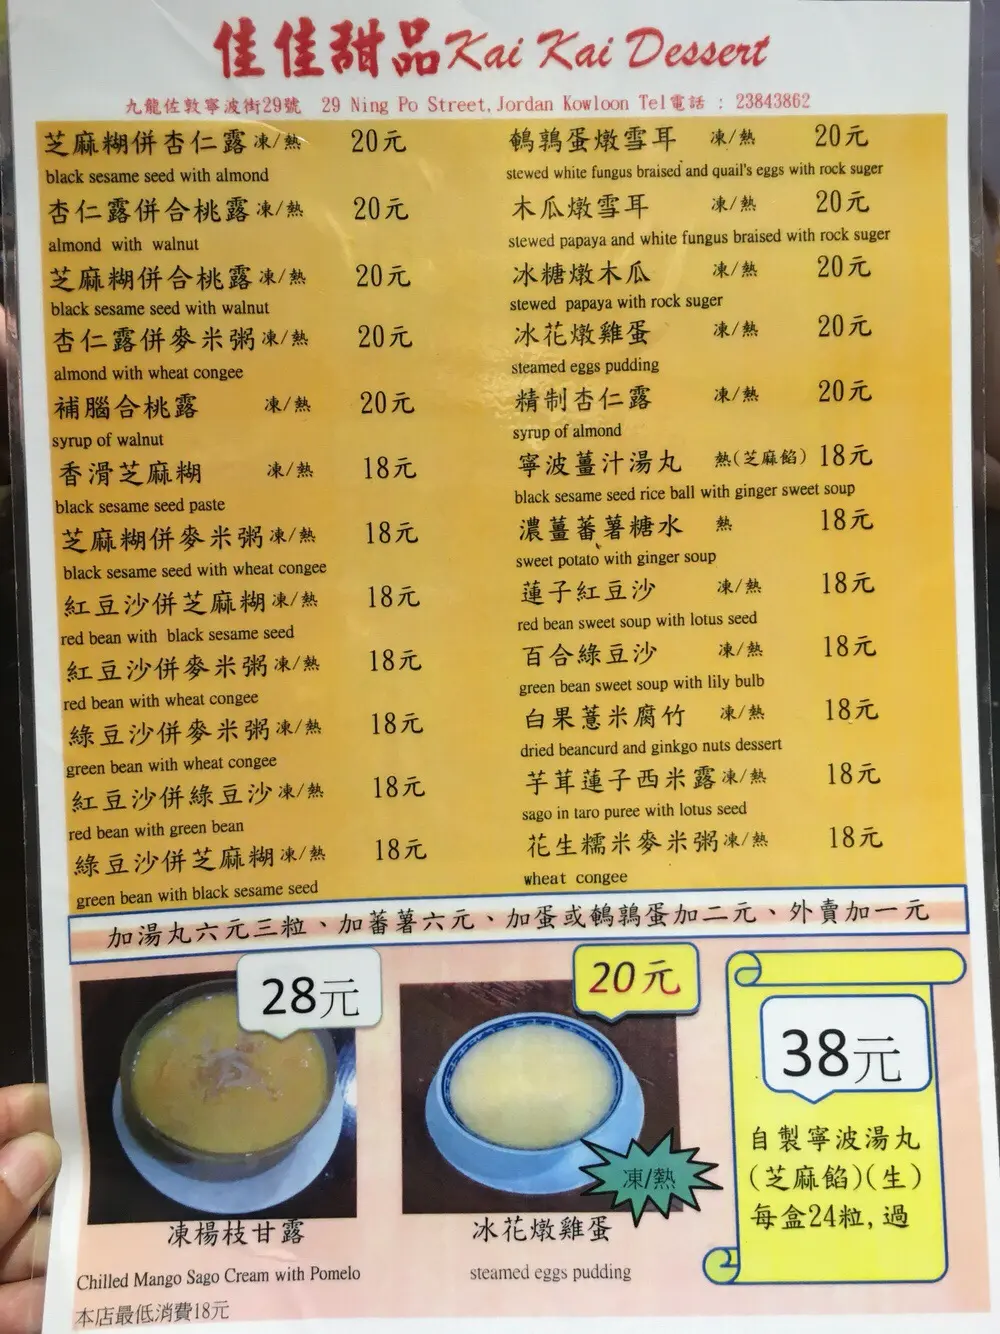 佳佳甜品 Kai Kai Dessert
九龍佐敦寧波街29號 29 Ning Po Street, Jordan Kowloon Tel電話 : 23843862
芝麻糊併杏仁露 凍/熱 20元
black sesame seed with almond
杏仁露併合桃露 凍/熱 20元
almond with walnut
芝麻糊併合桃露 凍/熱 20元
black sesame seed with walnut
杏仁露併麥米粥 凍/熱 20元
almond with wheat congee
補腦合桃露 凍/熱 20元
syrup of walnut
香滑芝麻糊 凍/熱 18元
black sesame seed paste
芝麻糊併麥米粥 凍/熱 18元
black sesame seed with wheat congee
紅豆沙併芝麻糊 凍/熱 18元
red bean with black sesame seed
紅豆沙併麥米粥 凍/熱 18元
red bean with wheat congee
綠豆沙併麥米粥 凍/熱 18元
green bean with wheat congee
紅豆沙併綠豆沙 凍/熱 18元
red bean with green bean
綠豆沙併芝麻糊 凍/熱 18元
green bean with black sesame seed
鵪鶉蛋燉雪耳 凍/熱 20元
stewed white fungus braised and quail's eggs with rock suger
木瓜燉雪耳 凍/熱 20元
stewed papaya and white fungus braised with rock suger
冰糖燉木瓜 凍/熱 20元
stewed papaya with rock suger
冰花燉雞蛋 凍/熱 20元
steamed eggs pudding
精制杏仁露 凍/熱 20元
syrup of almond
寧波薑汁湯丸 熱(芝麻餡) 18元
black sesame seed rice ball with ginger sweet soup
濃薑蕃薯糖水 熱 18元
sweet potato with ginger soup
蓮子紅豆沙 凍/熱 18元
red bean sweet soup with lotus seed
百合綠豆沙 凍/熱 18元
green bean sweet soup with lily bulb
白果薏米腐竹 凍/熱 18元
dried beancurd and ginkgo nuts dessert
芋茸蓮子西米露 凍/熱 18元
sago in taro puree with lotus seed
花生糯米麥米粥 凍/熱 18元
wheat congee
加湯丸六元三粒、加蕃薯六元、加蛋或鵪鶉蛋加二元、外賣加一元
28元
凍楊枝甘露
Chilled Mango Sago Cream with Pomelo
20元
凍/熱
冰花燉雞蛋
steamed eggs pudding
38元
自製寧波湯丸
(芝麻餡)(生)
每盒24粒,過
本店最低消費18元